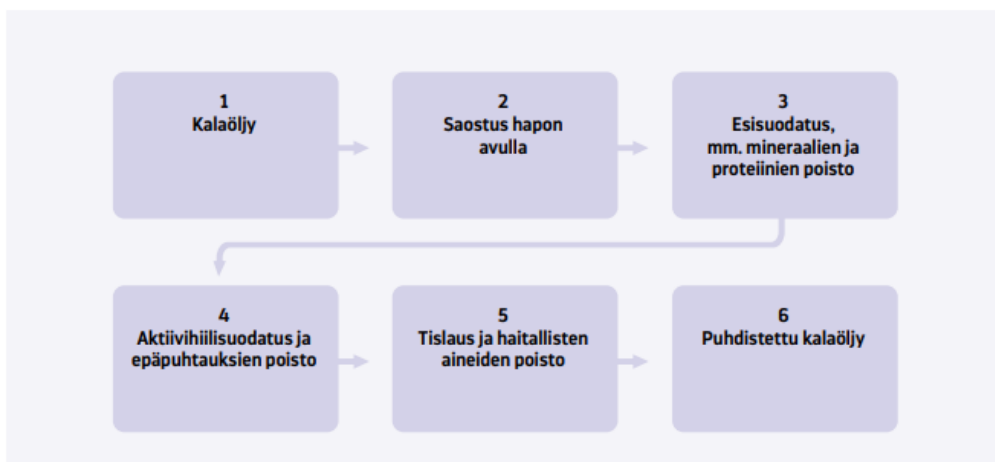 1
Kalaöljy
2
Saostus hapon
avulla
3
Esisuodatus,
mm. mineraalien ja
proteiinien poisto
4
Aktiivihiilisuodatus ja
epäpuhtauksien poisto
5
Tislaus ja haitallisten
aineiden poisto
6
Puhdistettu kalaöljy